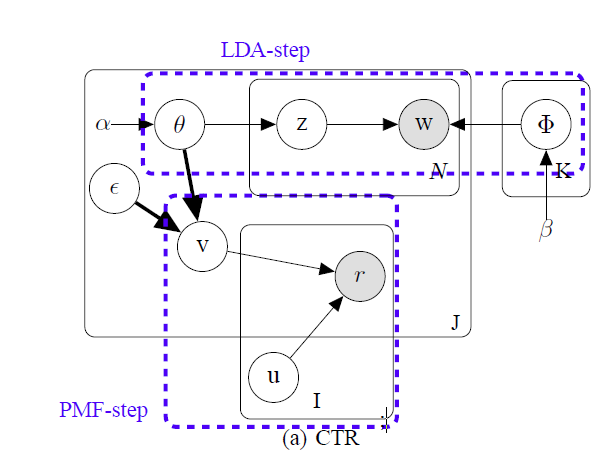 LDA-step
α θ z w Φ
N K
ϵ
v β
r
J
u
I
PMF-step
(a) CTR